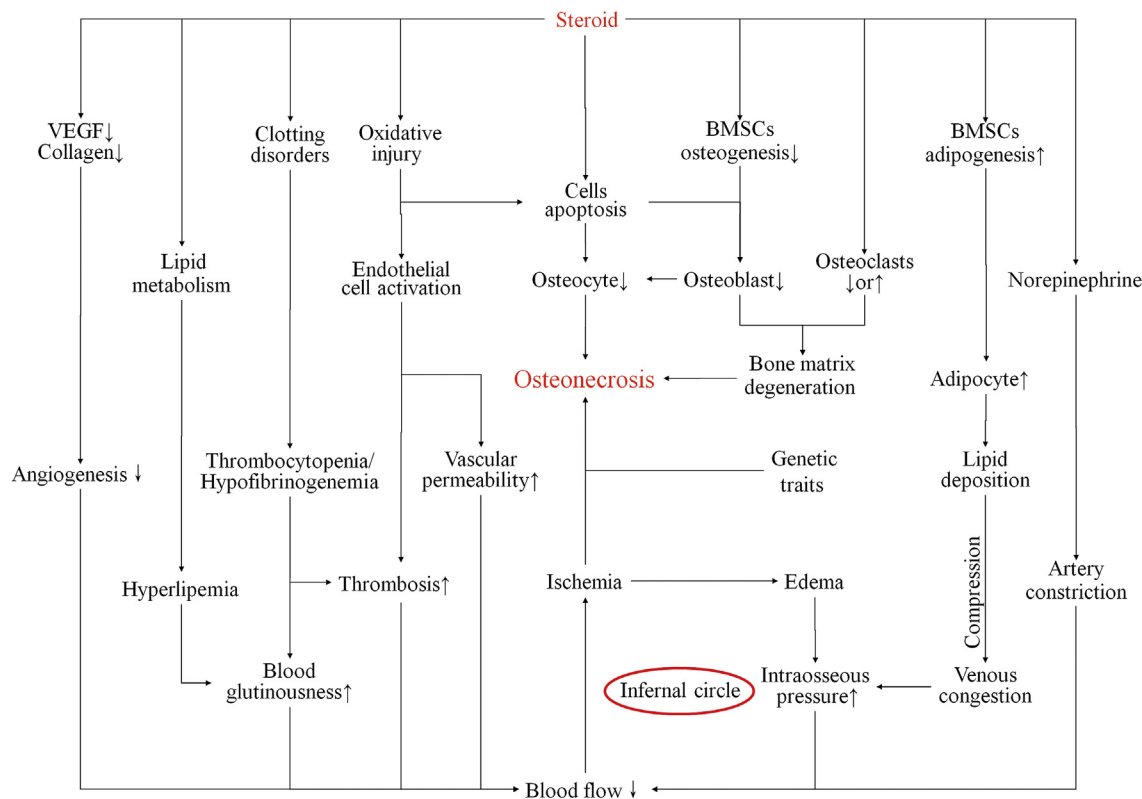 Steroid
VEGF↓
Collagen↓
Clotting
disorders
Oxidative
injury
BMSCs
osteogenesis↓
BMSCs
adipogenesis↑
Cells
apoptosis
Lipid
metabolism
Endothelial
cell activation
Osteocyte↓
Osteoblast↓
Osteoclasts
↓or↑
Norepinephrine
Osteonecrosis
Bone matrix
degeneration
Adipocyte↑
Angiogenesis ↓
Thrombocytopenia/
Hypofibrinogenemia
Vascular
permeability↑
Genetic
traits
Lipid
deposition
Hyperlipemia
Thrombosis↑
Ischemia
Edema
Compression
Artery
constriction
Blood
glutinousness↑
Infernal circle
Intraosseous
pressure↑
Venous
congestion
Blood flow ↓